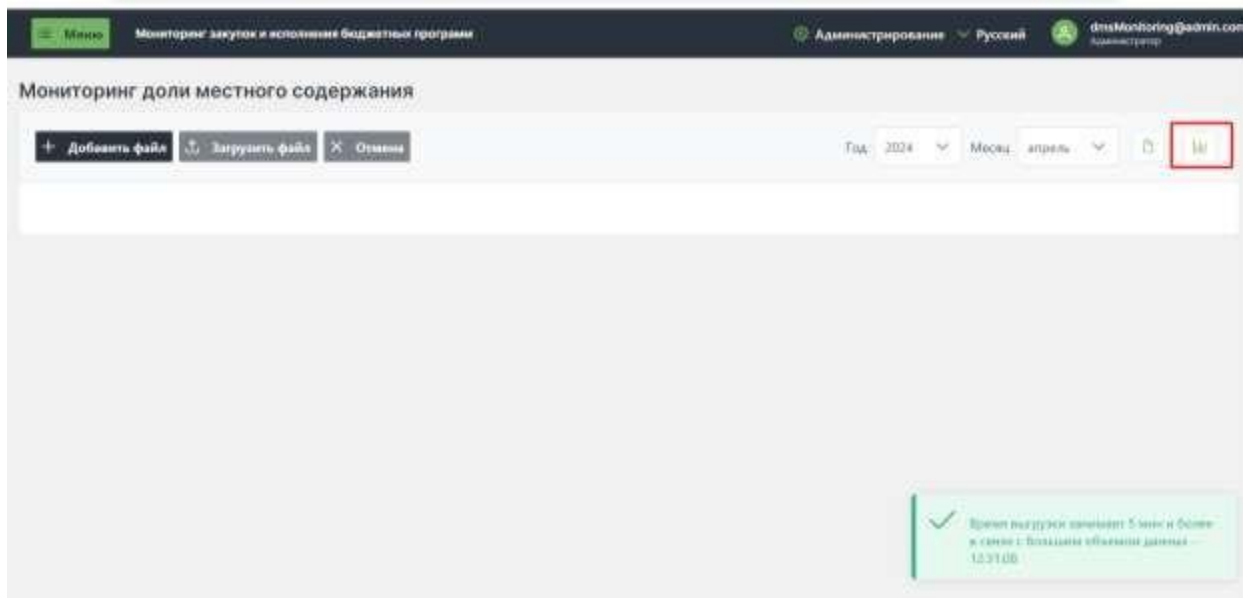 Меню
Мониторинг закупок и исполнения бюджетных программ
Администрирование
Русский
dmsMonitoring@admin.com
Администратор
Мониторинг доли местного содержания
Добавить файл
Загрузить файл
Отмена
Год
2024
Месяц
апрель
Время выгрузки занимает 5 мин и более
в связи с большим объемом данных -